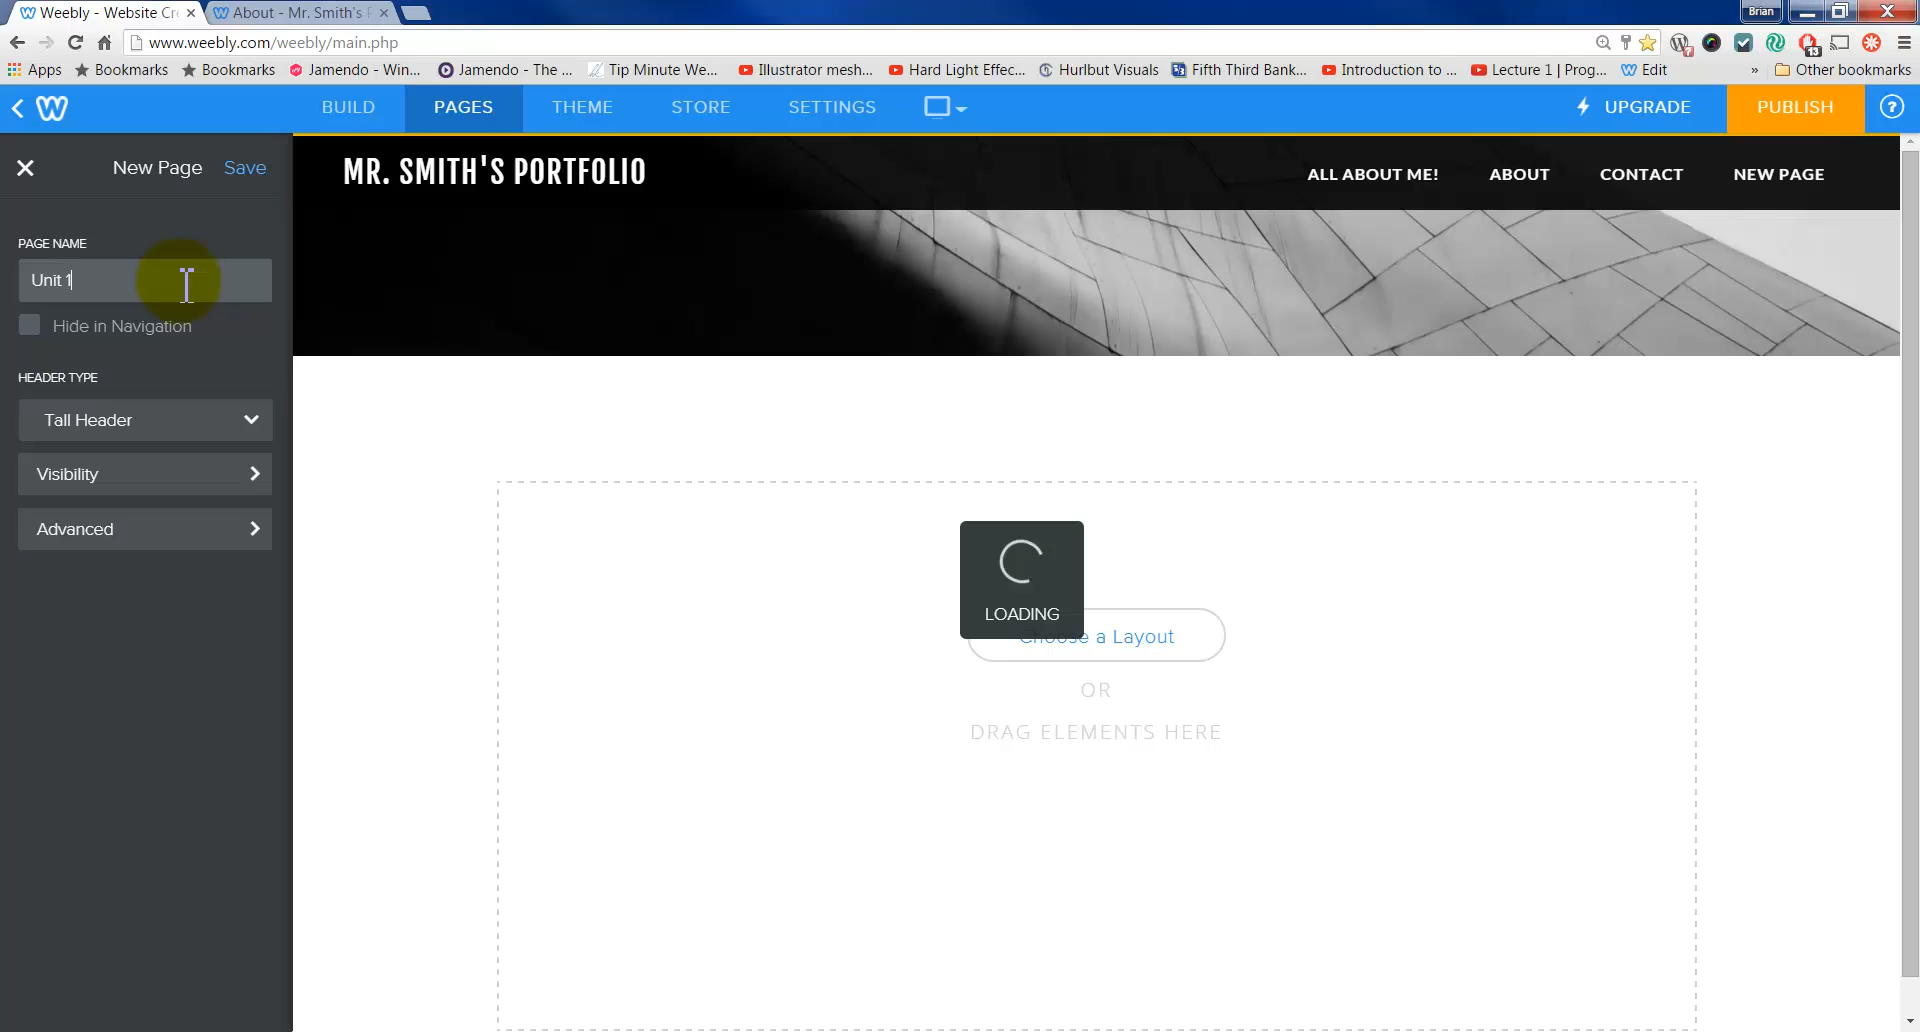 Weebly - Website Cr
About - Mr. Smith's
Brian
www.weebly.com/weebly/main.php
Apps
Bookmarks
Bookmarks
Jamendo - Win...
Jamendo - The ...
Tip Minute We...
Illustrator mesh...
Hard Light Effec...
Hurlbut Visuals
Fifth Third Bank...
Introduction to ...
Lecture 1 | Prog...
Edit
»
Other bookmarks
BUILD
PAGES
THEME
STORE
SETTINGS
UPGRADE
PUBLISH
?
New Page
Save
MR. SMITH'S PORTFOLIO
ALL ABOUT ME!
ABOUT
CONTACT
NEW PAGE
PAGE NAME
Unit 1
Hide in Navigation
HEADER TYPE
Tall Header
Visibility
Advanced
LOADING
Choose a Layout
OR
DRAG ELEMENTS HERE